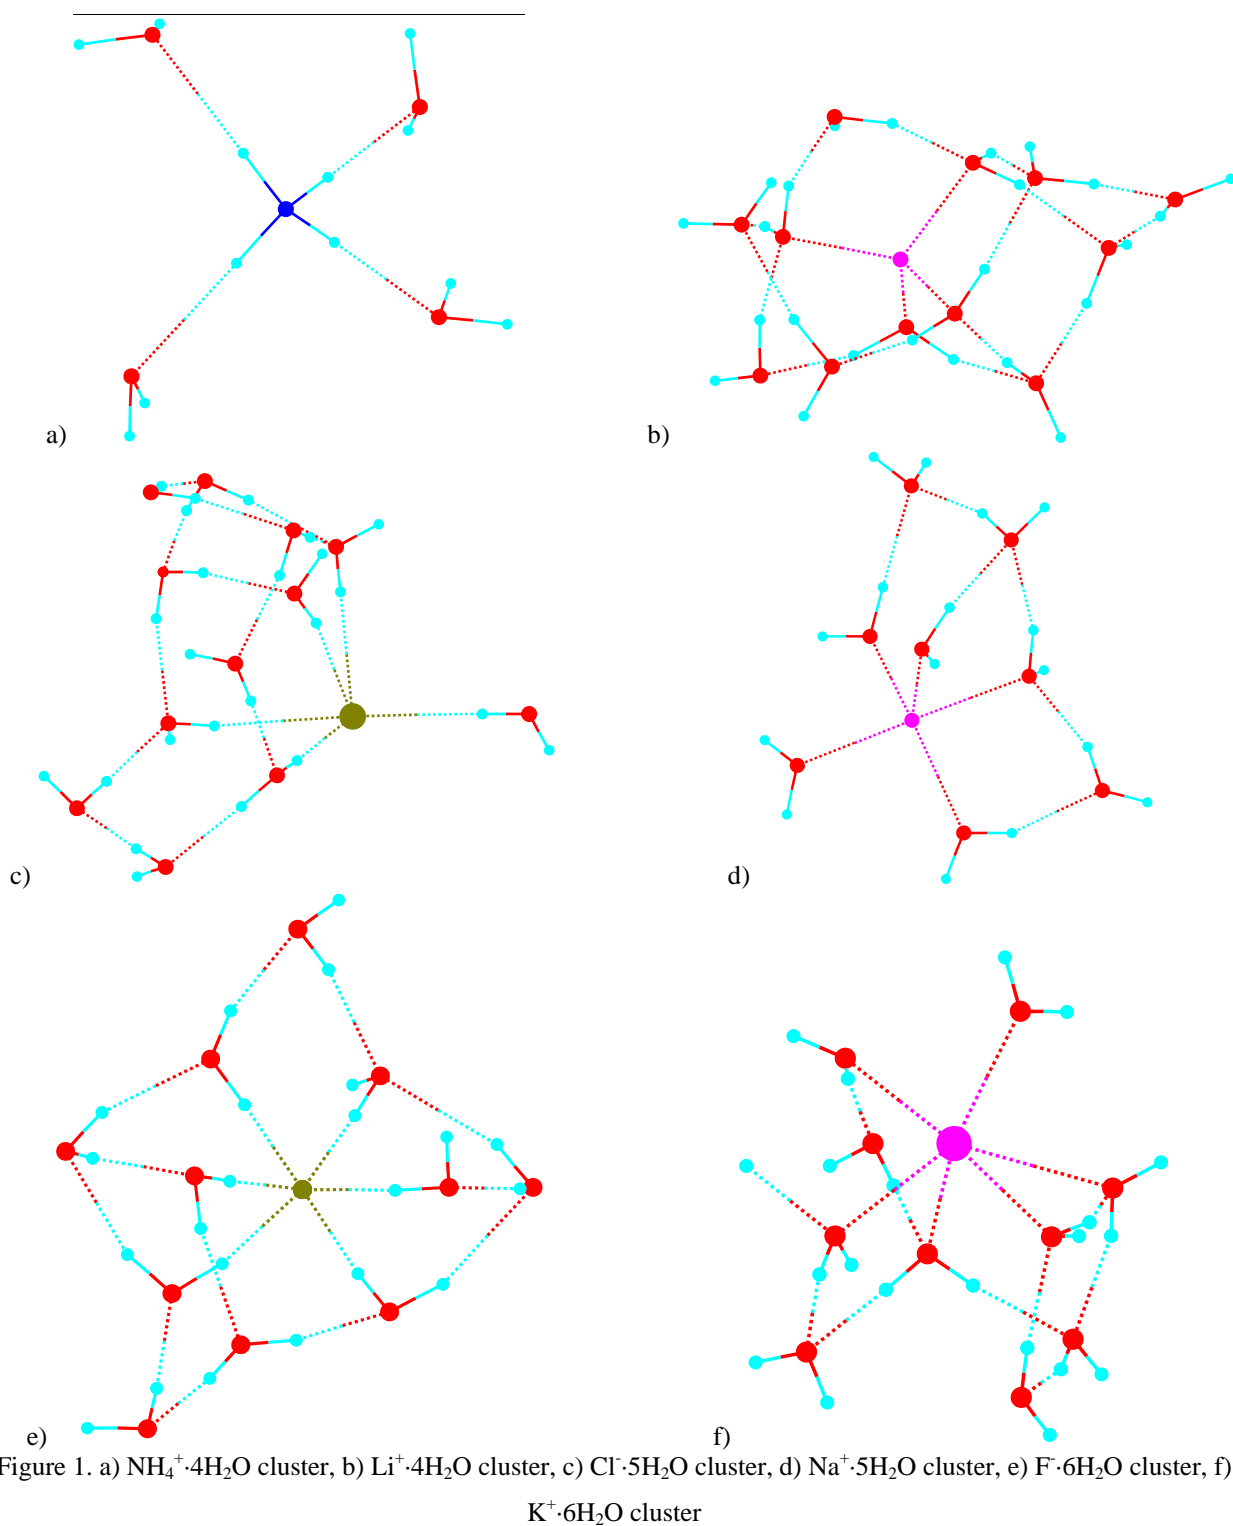 a)
b)
c)
d)
e)
f)
Figure 1. a) NH₄⁺·4H₂O cluster, b) Li⁺·4H₂O cluster, c) Cl⁻·5H₂O cluster, d) Na⁺·5H₂O cluster, e) F⁻·6H₂O cluster, f)
K⁺·6H₂O cluster